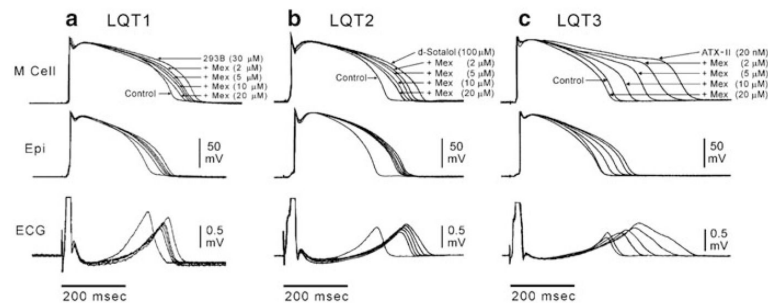 a LQT1
b LQT2
c LQT3
M Cell
293B (30 µM)
+ Mex (2 µM)
+ Mex (5 µM)
+ Mex (10 µM)
+ Mex (20 µM)
Control
d-Sotalol (100µM)
+ Mex (2 µM)
+ Mex (5 µM)
+ Mex (10 µM)
+ Mex (20 µM)
Control
ATX-II (20 nM)
+ Mex (2 µM)
+ Mex (5 µM)
+ Mex (10 µM)
+ Mex (20 µM)
Control
Epi
50
mV
50
mV
50
mV
ECG
0.5
mV
0.5
mV
0.5
mV
200 msec
200 msec
200 msec